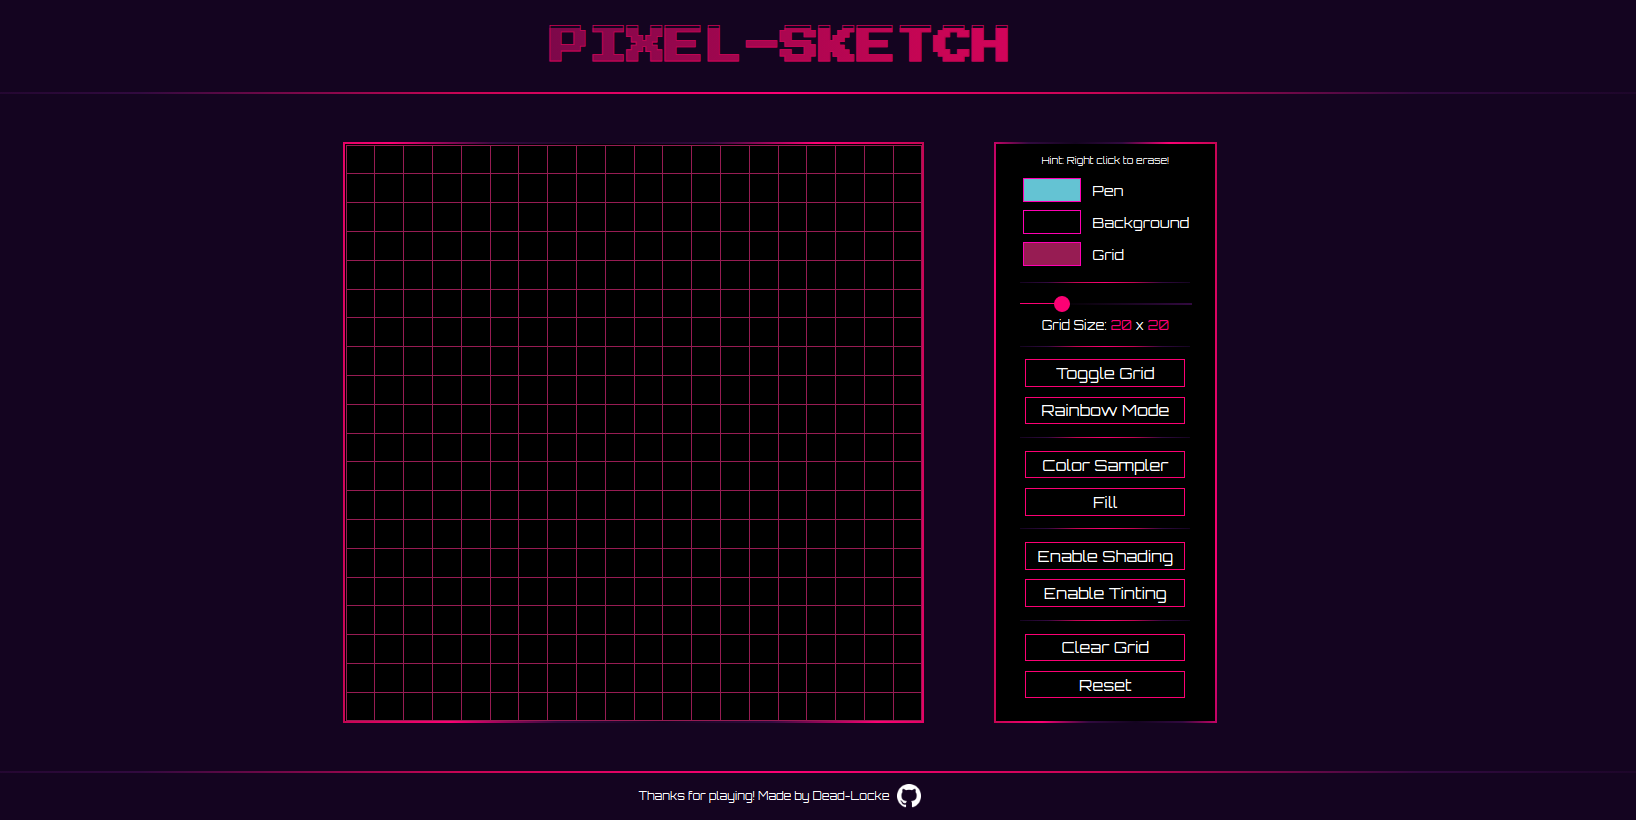 PIXEL-SKETCH
Hint: Right click to erase!
Pen
Background
Grid
Grid Size: 20 x 20
Toggle Grid
Rainbow Mode
Color Sampler
Fill
Enable Shading
Enable Tinting
Clear Grid
Reset
Thanks for playing! Made by Dead-Locke